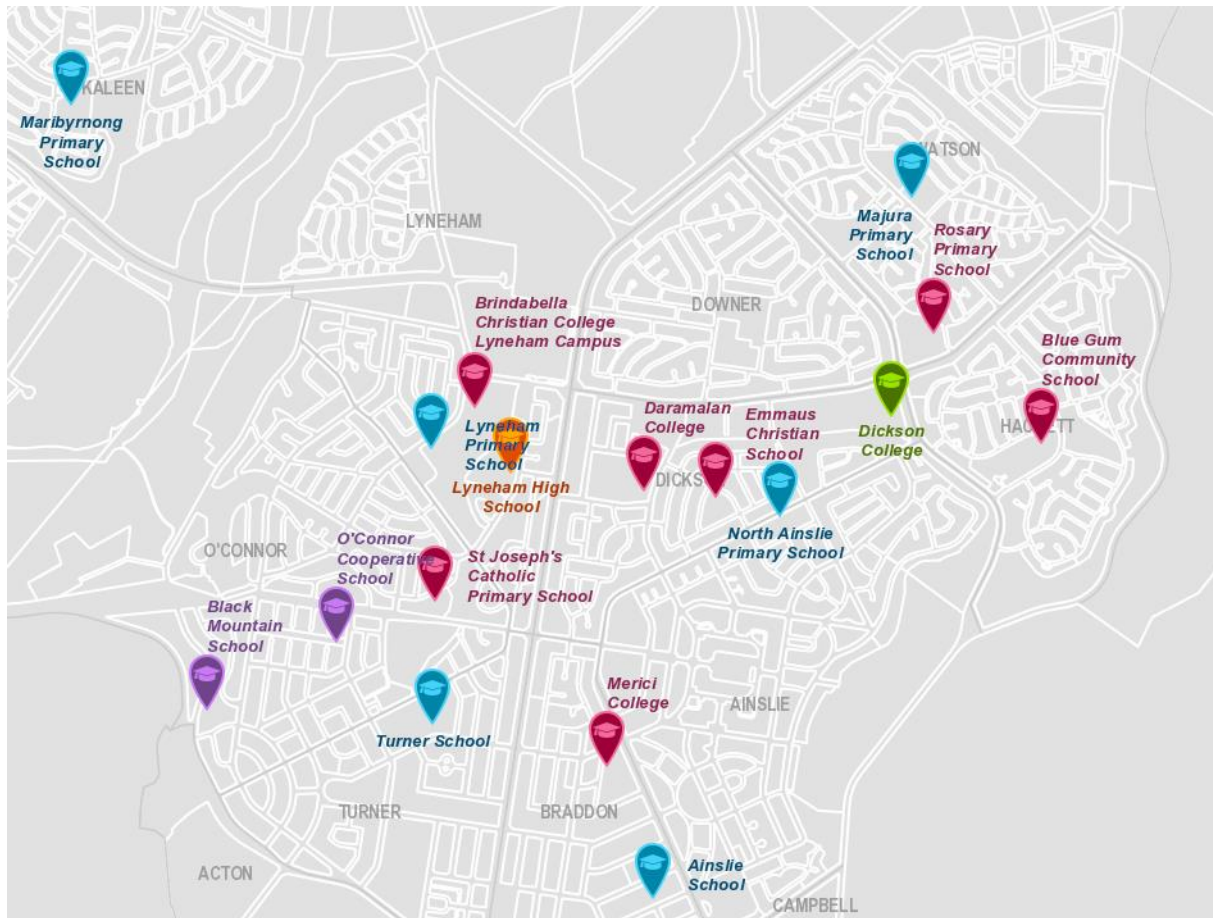 KALEEN
Maribyrnong
Primary
School
WATSON
Majura
Primary
School
LYNEHAM
Rosary
Primary
School
DOWNER
Brindabella
Christian College
Lyneham Campus
Blue Gum
Community
School
Daramalan
College
Emmaus
Christian
School
HACKETT
Dickson
College
Lyneham
Primary
School
Lyneham High
School
DICKS
North Ainslie
Primary School
O'CONNOR
O'Connor
Cooperative
School
St Joseph's
Catholic
Primary School
Black
Mountain
School
Merici
College
AINSLIE
Turner School
TURNER
BRADDON
ACTON
Ainslie
School
CAMPBELL